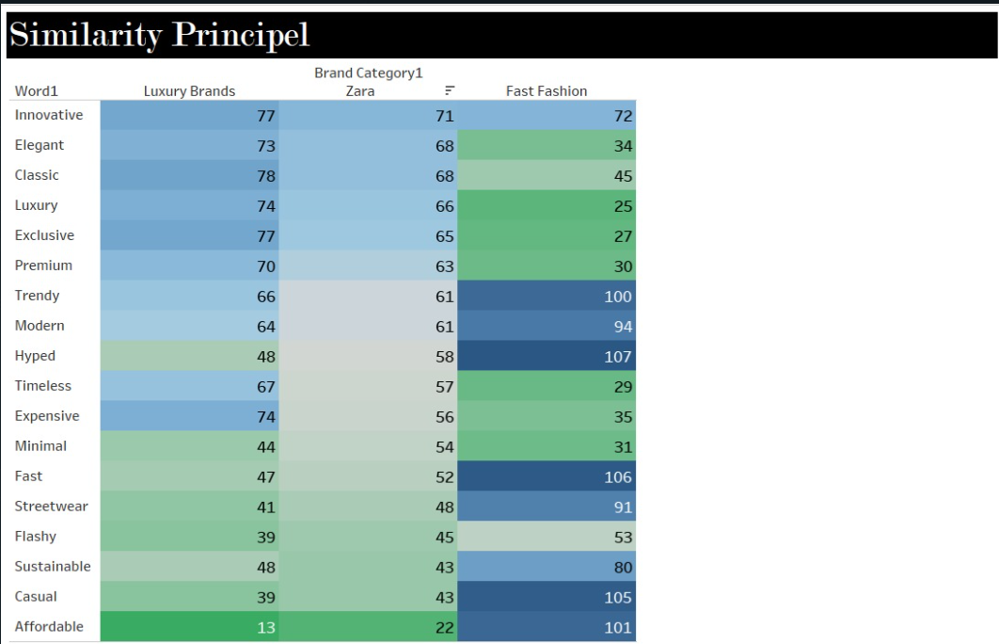 Similarity Principel
Brand Category1
Word1 Luxury Brands Zara Fast Fashion
Innovative 77 71 72
Elegant 73 68 34
Classic 78 68 45
Luxury 74 66 25
Exclusive 77 65 27
Premium 70 63 30
Trendy 66 61 100
Modern 64 61 94
Hyped 48 58 107
Timeless 67 57 29
Expensive 74 56 35
Minimal 44 54 31
Fast 47 52 106
Streetwear 41 48 91
Flashy 39 45 53
Sustainable 48 43 80
Casual 39 43 105
Affordable 13 22 101